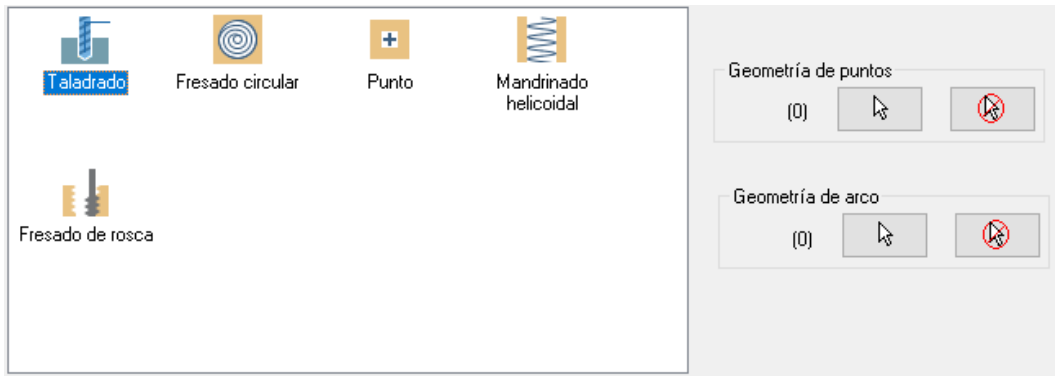 Taladrado
Fresado circular
Punto
Mandrinado
helicoidal
Fresado de rosca
Geometría de puntos
(0)
Geometría de arco
(0)